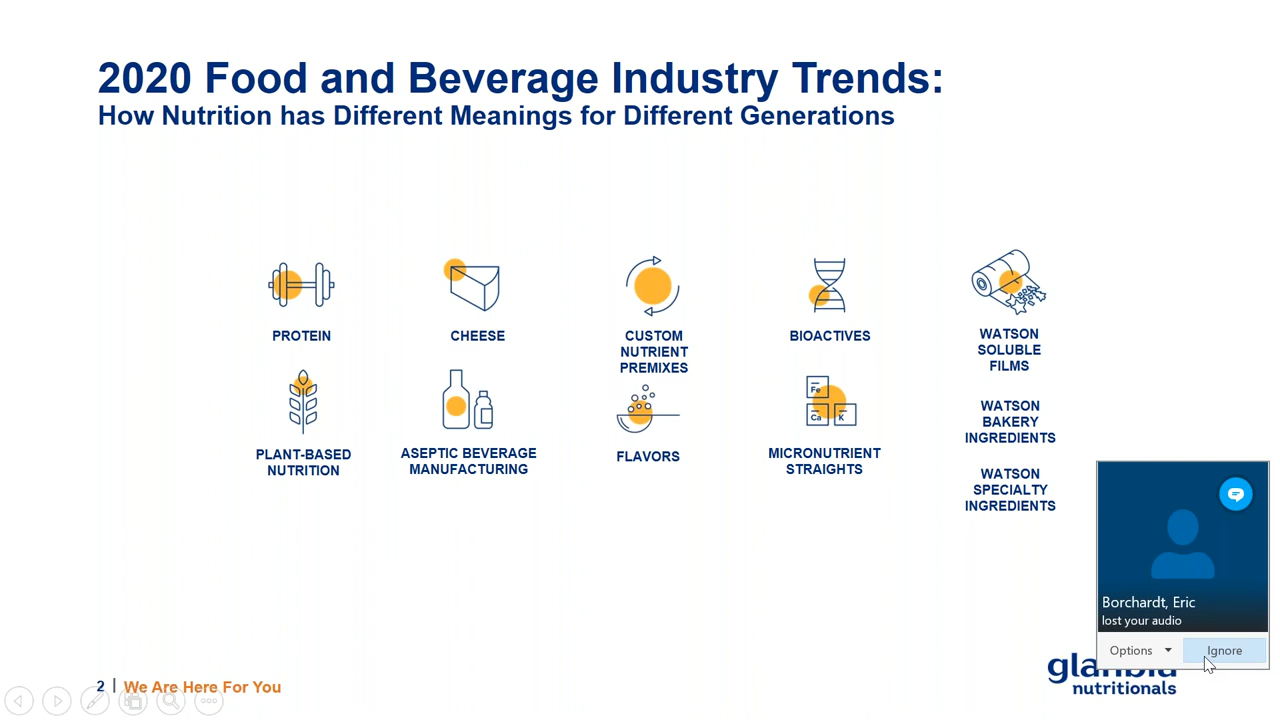 2020 Food and Beverage Industry Trends:
How Nutrition has Different Meanings for Different Generations
PROTEIN
CHEESE
CUSTOM
NUTRIENT
PREMIXES
BIOACTIVES
WATSON
SOLUBLE
FILMS
Fe
Ca
K
PLANT-BASED
NUTRITION
ASEPTIC BEVERAGE
MANUFACTURING
FLAVORS
MICRONUTRIENT
STRAIGHTS
WATSON
BAKERY
INGREDIENTS
WATSON
SPECIALTY
INGREDIENTS
Borchardt, Eric
lost your audio
Options
Ignore
nutritionals
2 | We Are Here For You